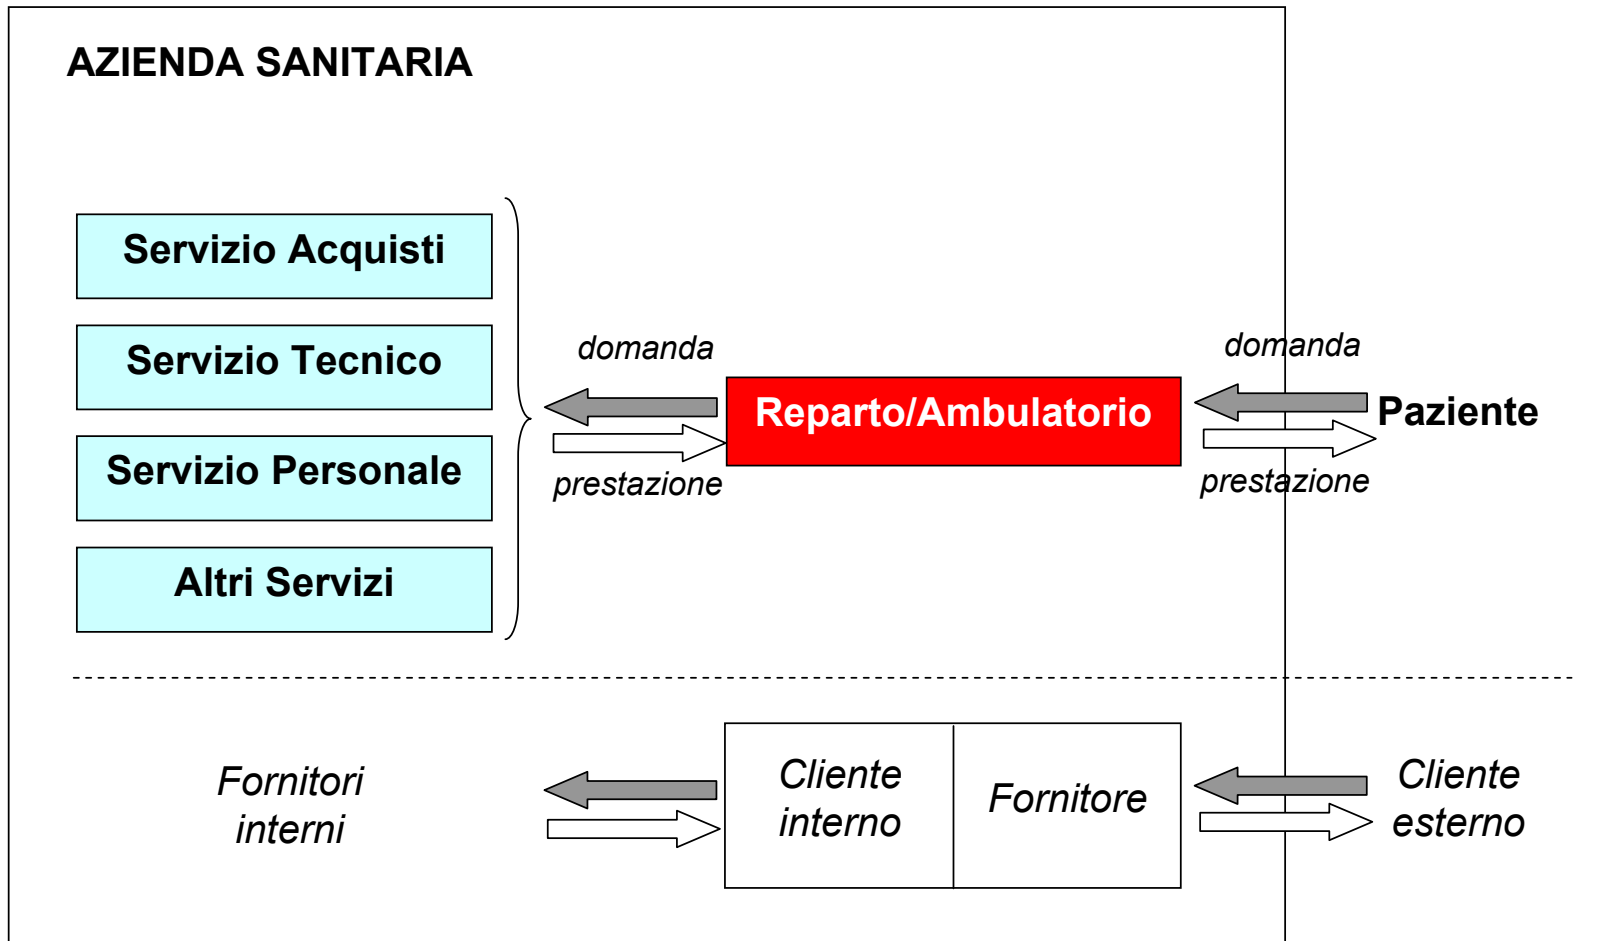 AZIENDA SANITARIA
Servizio Acquisti
Servizio Tecnico
Servizio Personale
Altri Servizi
domanda
prestazione
Reparto/Ambulatorio
domanda
prestazione
Paziente
Fornitori
interni
Cliente
interno
Fornitore
Cliente
esterno